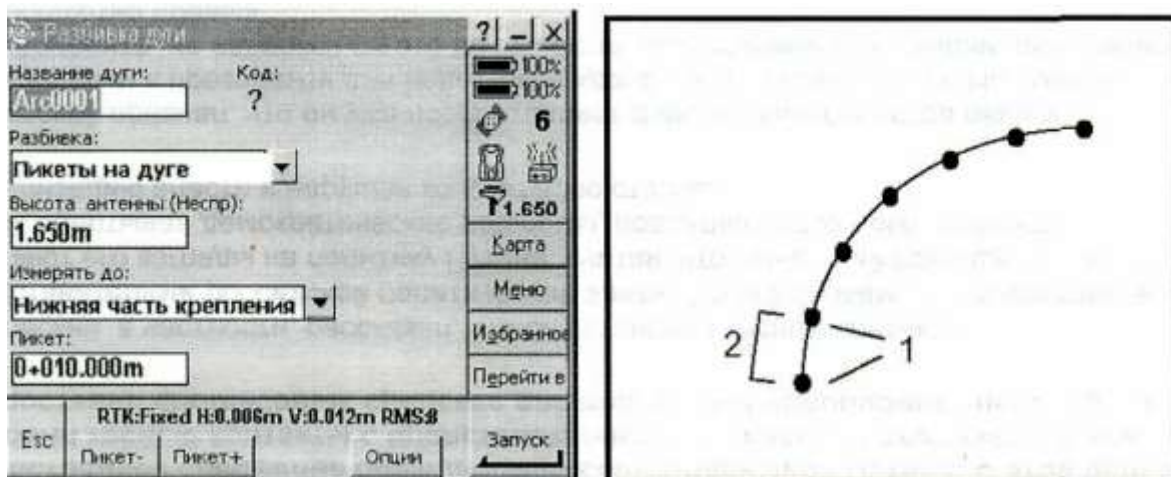 Разбивка дуги
? _ ×
Название дуги: Код:
Arc0001 ?
Разбивка:
Пикеты на дуге
Высота антенны (Неспр):
1.650m
Измерять до:
Нижняя часть крепления
Пикет:
0+010.000m
100%
100%
6
1.650
Карта
Меню
Избранное
Перейти в
RTK:Fixed H:0.006m V:0.012m RMS:8
Esc Пикет- Пикет+ Опции Запуск
2 1